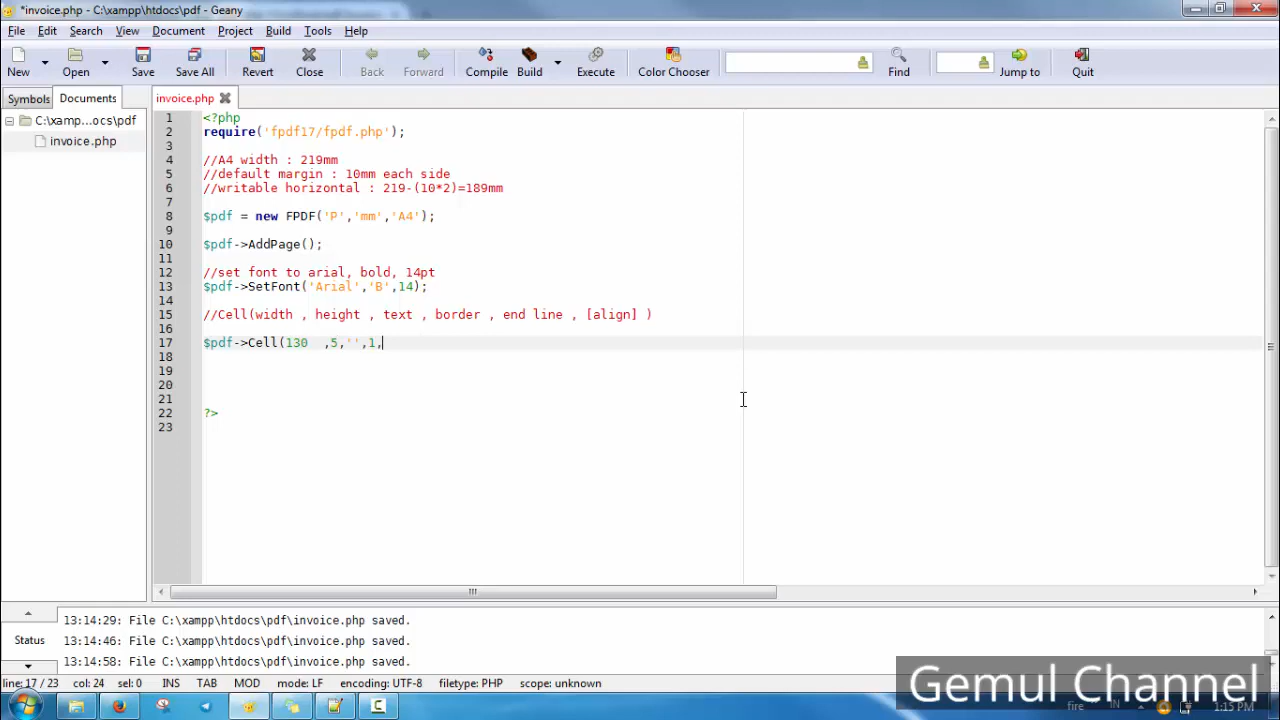 *invoice.php - C:\xampp\htdocs\pdf - Geany
File Edit Search View Document Project Build Tools Help
New Open Save Save All Revert Close Back Forward Compile Build Execute Color Chooser Find Jump to Quit
Symbols Documents invoice.php
C:\xamp...ocs\pdf
invoice.php
1 <?php
2 require('fpdf17/fpdf.php');
3
4 //A4 width : 219mm
5 //default margin : 10mm each side
6 //writable horizontal : 219-(10*2)=189mm
7
8 $pdf = new FPDF('P','mm','A4');
9
10 $pdf->AddPage();
11
12 //set font to arial, bold, 14pt
13 $pdf->SetFont('Arial','B',14);
14
15 //Cell(width , height , text , border , end line , [align] )
16
17 $pdf->Cell(130 ,5,'',1,
18
19
20
21
22 ?>
23
Status
13:14:29: File C:\xampp\htdocs\pdf\invoice.php saved.
13:14:46: File C:\xampp\htdocs\pdf\invoice.php saved.
13:14:58: File C:\xampp\htdocs\pdf\invoice.php saved.
line: 17 / 23 col: 24 sel: 0 INS TAB MOD mode: LF encoding: UTF-8 filetype: PHP scope: unknown
Gemul Channel
fire IN 1:15 PM